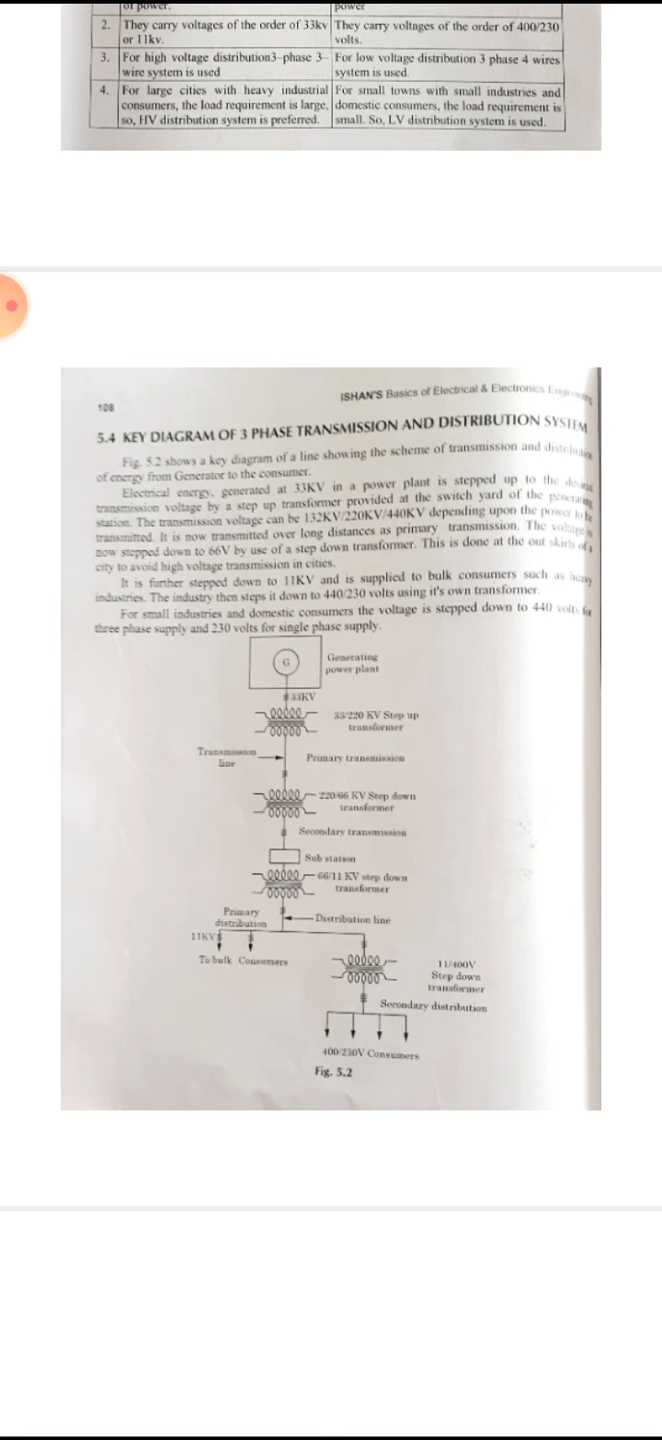 of power.
power
2. They carry voltages of the order of 33kv
or 11kv.
They carry voltages of the order of 400/230
volts.
3. For high voltage distribution3-phase 3-
wire system is used
For low voltage distribution 3 phase 4 wires
system is used.
4. For large cities with heavy industrial
consumers, the load requirement is large,
so, HV distribution system is preferred.
For small towns with small industries and
domestic consumers, the load requirement is
small. So, LV distribution system is used.
108
ISHAN'S Basics of Electrical & Electronics
5.4 KEY DIAGRAM OF 3 PHASE TRANSMISSION AND DISTRIBUTION SYSTEM
Fig. 5.2 shows a key diagram of a line showing the scheme of transmission and
of energy from Generator to the consumer.
Electrical energy, generated at 33KV in a power plant is stepped up to the
transmission voltage by a step up transformer provided at the switch yard of the
station. The transmission voltage can be 132KV/220KV/440KV depending upon the power to be
transmitted. It is now transmitted over long distances as primary transmission. The voltage is
now stepped down to 66V by use of a step down transformer. This is done at the out skirts of a
city to avoid high voltage transmission in cities.
It is further stepped down to 11KV and is supplied to bulk consumers such as heavy
industries. The industry then steps it down to 440/230 volts using it's own transformer.
For small industries and domestic consumers the voltage is stepped down to 440 volts for
three phase supply and 230 volts for single phase supply.
G
Generating
power plant
33KV
33/220 KV Step up
transformer
Transmission
line
Primary transmission
220/66 KV Step down
transformer
Secondary transmission
Sub station
66/11 KV step down
transformer
Primary
distribution
Distribution line
11KV
To bulk Consumers
11/400V
Step down
transformer
Secondary distribution
400/230V Consumers
Fig. 5.2